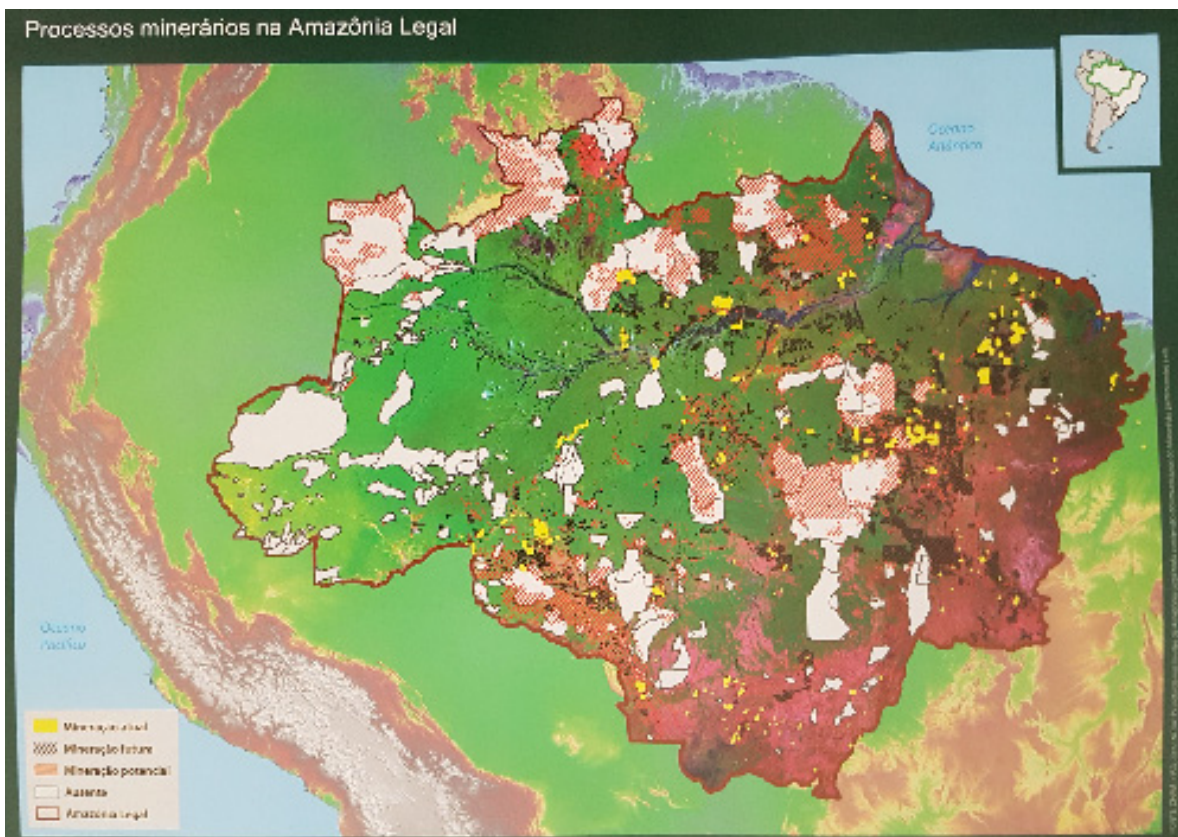 Processos minerários na Amazônia Legal
Oceano
Atlântico
Oceano
Pacífico
Mineração atual
Mineração futura
Mineração potencial
Ausente
Amazônia Legal